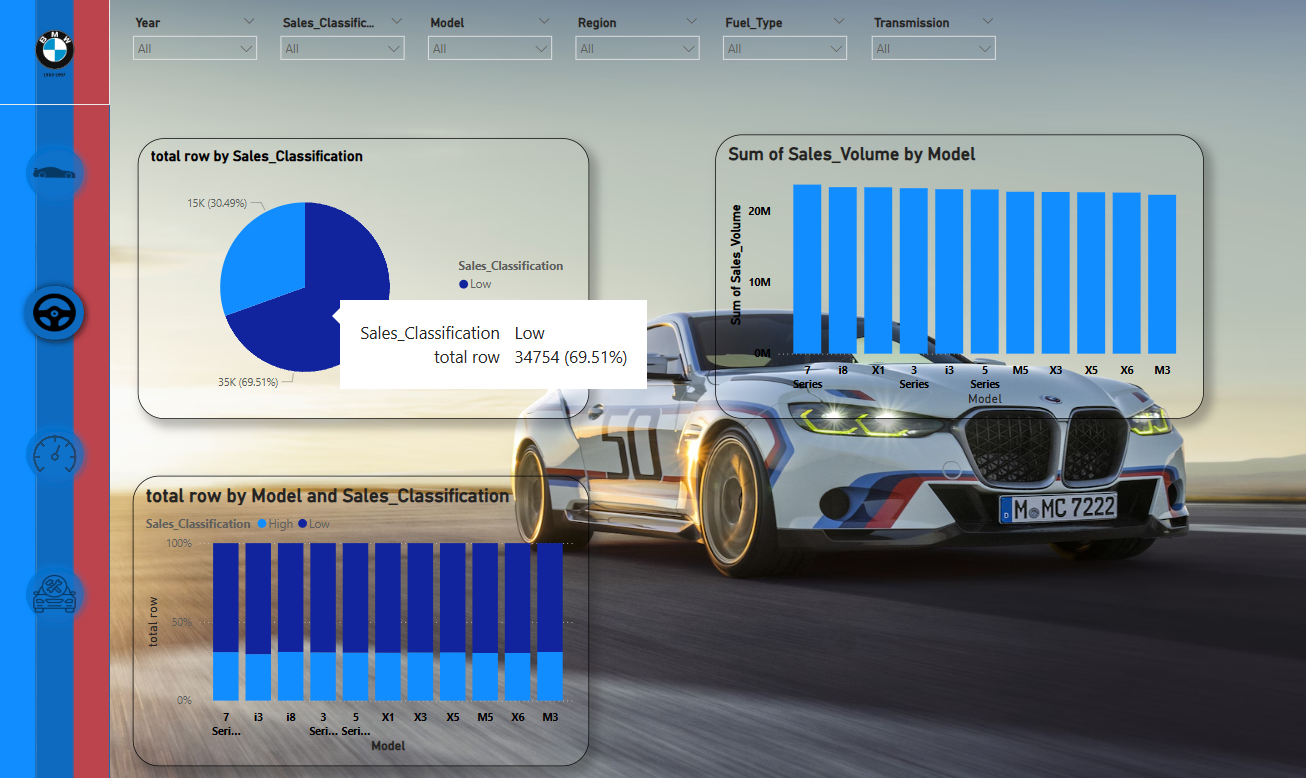 Year
Sales_Classific...
Model
Region
Fuel_Type
Transmission
All
All
All
All
All
All
BMW
total row by Sales_Classification
15K (30.49%)
35K (69.51%)
Sales_Classification
Low
Sales_Classification Low
total row 34754 (69.51%)
Sum of Sales_Volume by Model
Sum of Sales_Volume
20M
10M
0M
7 Series
i8
X1
3 Series
i3
5 Series
M5
X3
X5
X6
M3
Model
total row by Model and Sales_Classification
Sales_Classification High Low
total row
100%
50%
0%
7 Seri...
i3
i8
3 Seri...
5 Seri...
X1
X3
X5
M5
X6
M3
Model
50
D
M MC 7222